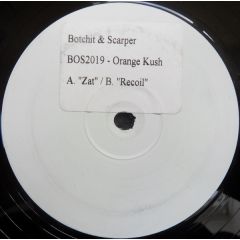 Botchit & Scarper
BOS2019 - Orange Kush
A. "Zat" / B. "Recoil"